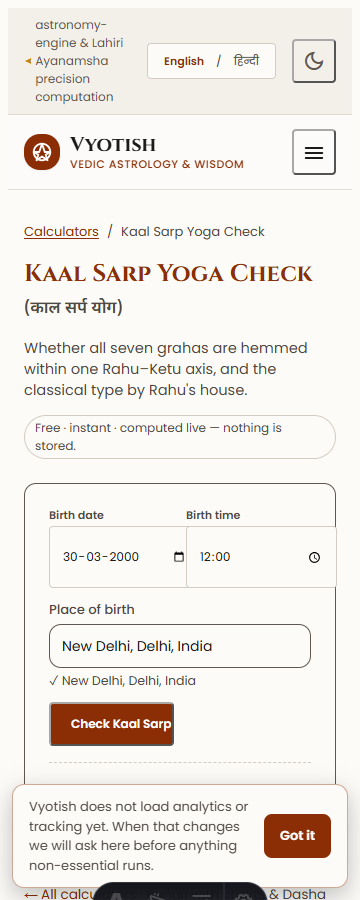 astronomy-
engine & Lahiri
Ayanamsha
precision
computation
English / हिन्दी
VYOTISH
VEDIC ASTROLOGY & WISDOM
Calculators / Kaal Sarp Yoga Check
KAAL SARP YOGA CHECK
(काल सर्प योग)
Whether all seven grahas are hemmed
within one Rahu–Ketu axis, and the
classical type by Rahu's house.
Free · instant · computed live — nothing is
stored.
Birth date Birth time
30-03-2000 12:00
Place of birth
New Delhi, Delhi, India
✓ New Delhi, Delhi, India
Check Kaal Sarp
Vyotish does not load analytics or
tracking yet. When that changes
we will ask here before anything
non-essential runs.
Got it
← All & Dasha